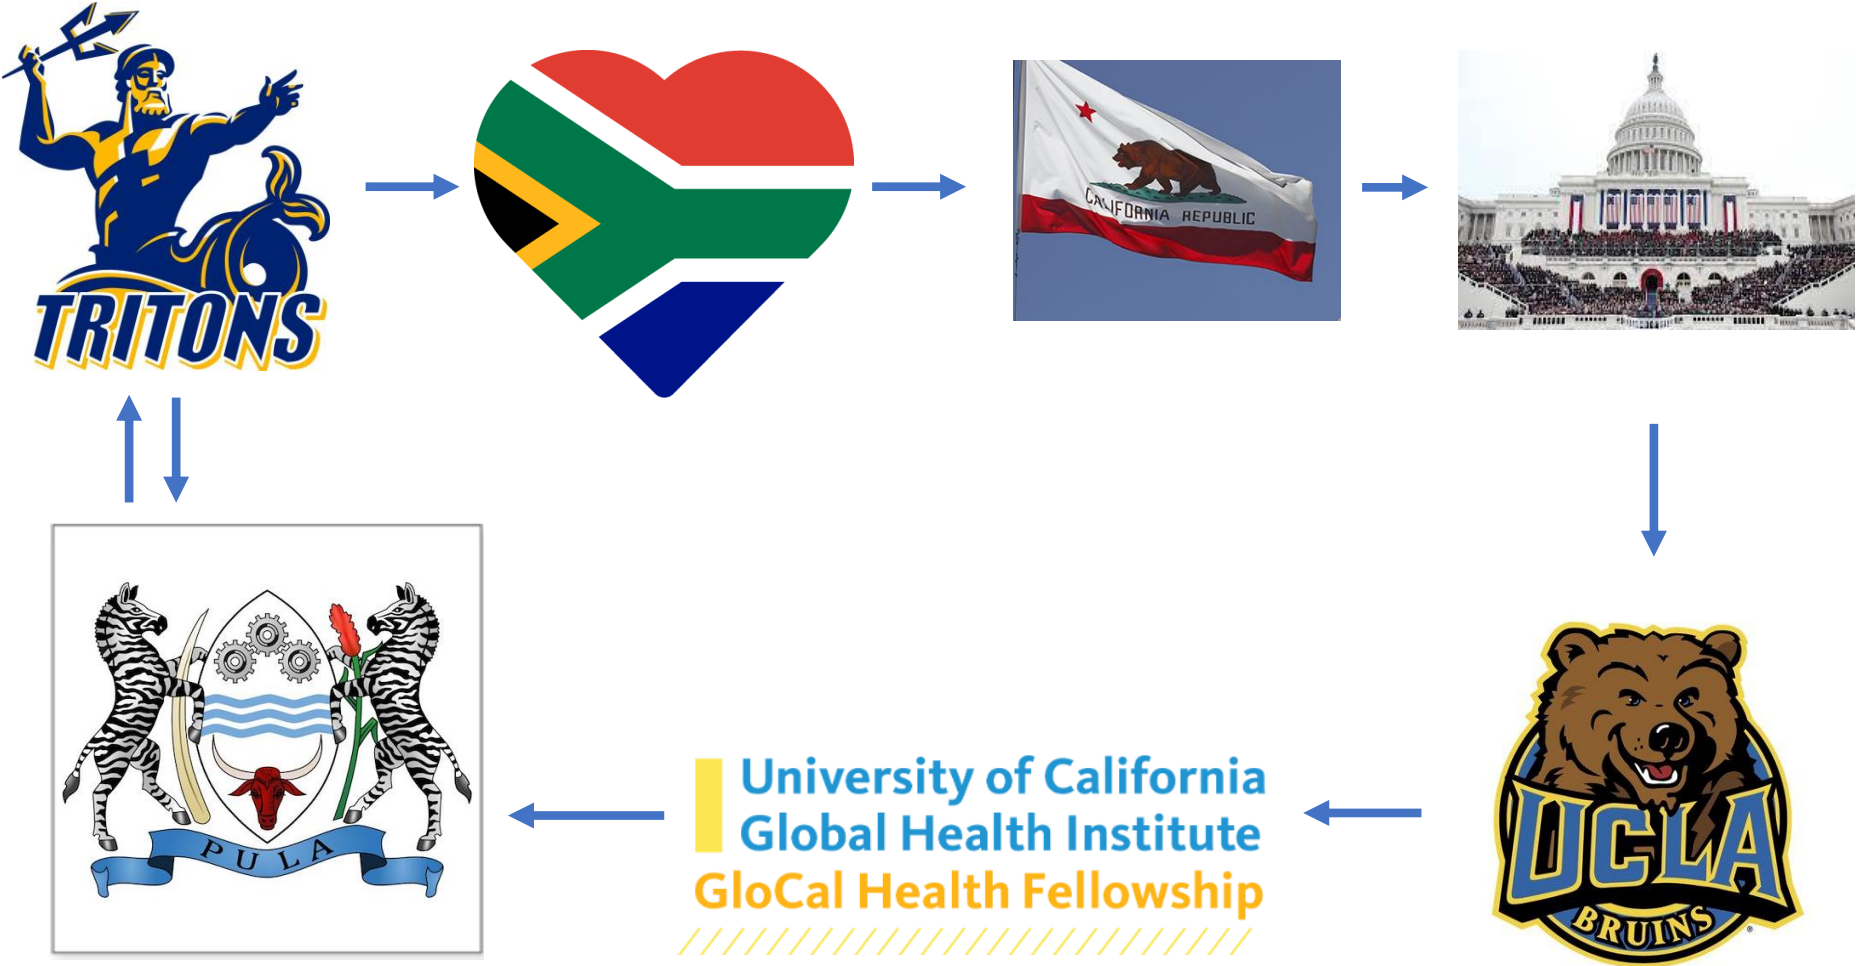 TRITONS
CALIFORNIA REPUBLIC
UCLA
BRUINS
University of California
Global Health Institute
GloCal Health Fellowship
PULA